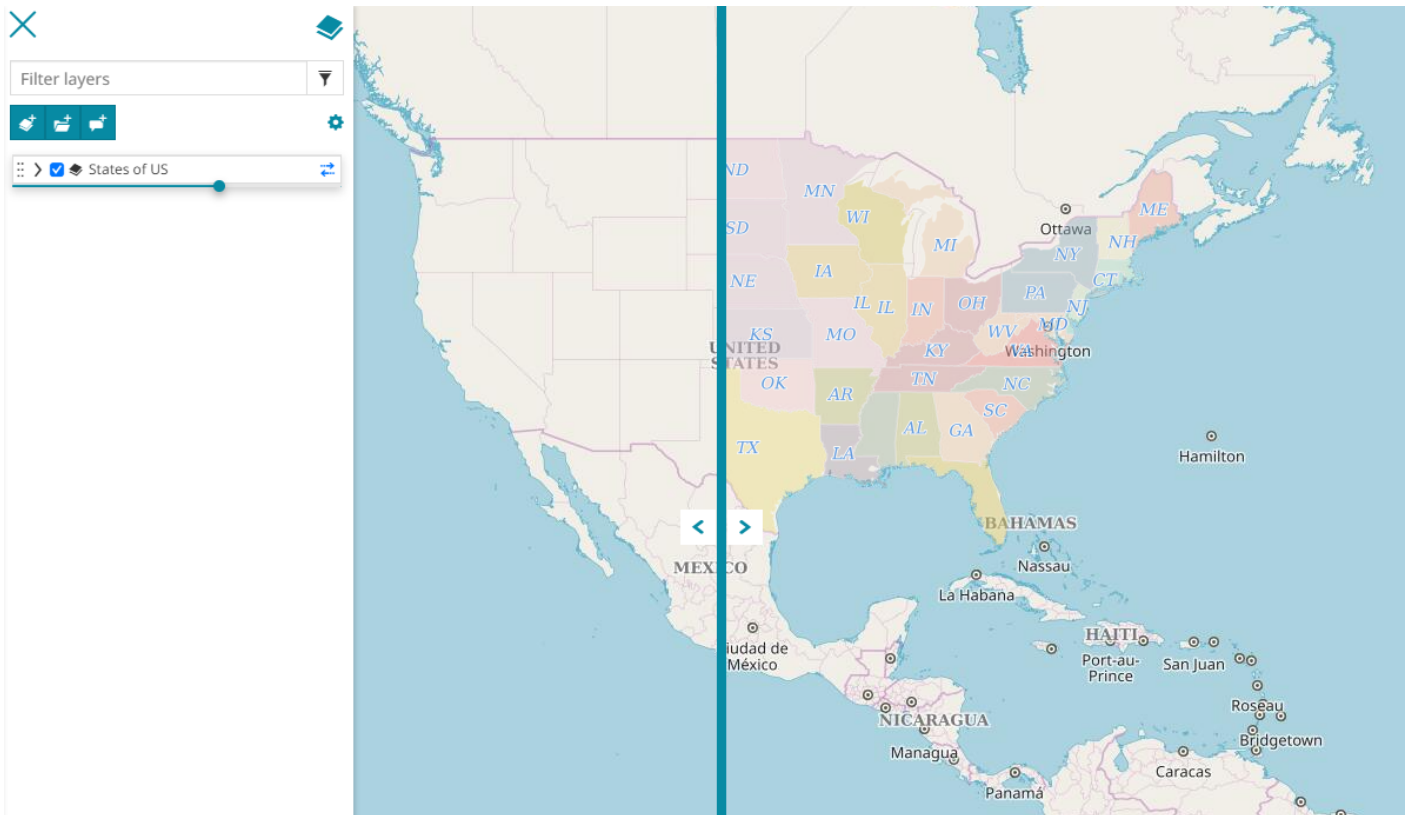 Filter layers
States of US
ND
MN
WI
SD
MI
ME
Ottawa
NH
NY
IA
NE
CT
PA
IL
IL
IN
OH
NJ
KS
MO
WV
MD
UNITED
STATES
KY
VA
Washington
OK
AR
TN
NC
SC
AL
GA
TX
LA
Hamilton
BAHAMAS
Nassau
MEXICO
La Habana
HAITI
iudad de
México
Port-au-
Prince
San Juan
Roseau
NICARAGUA
Managua
Bridgetown
Caracas
Panamá